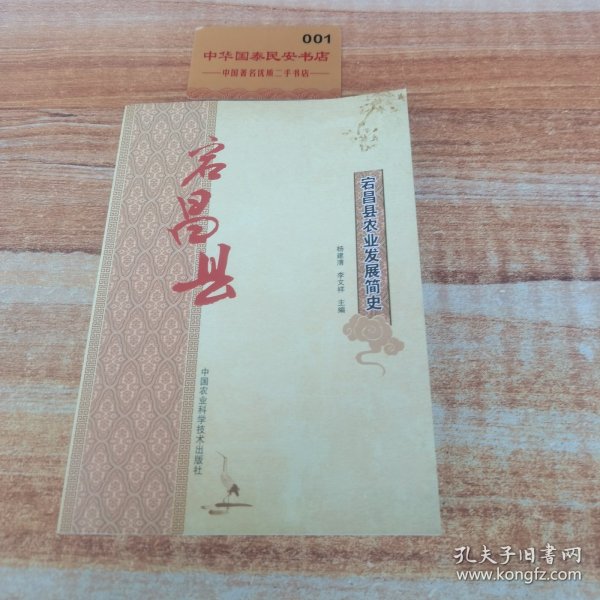 001
中华国泰民安书店
中国著名优质二手书店
宕昌县
宕昌县农业发展简史
杨建清 李文祥 主编
中国农业科学技术出版社
孔夫子旧书网
www.kongfz.com